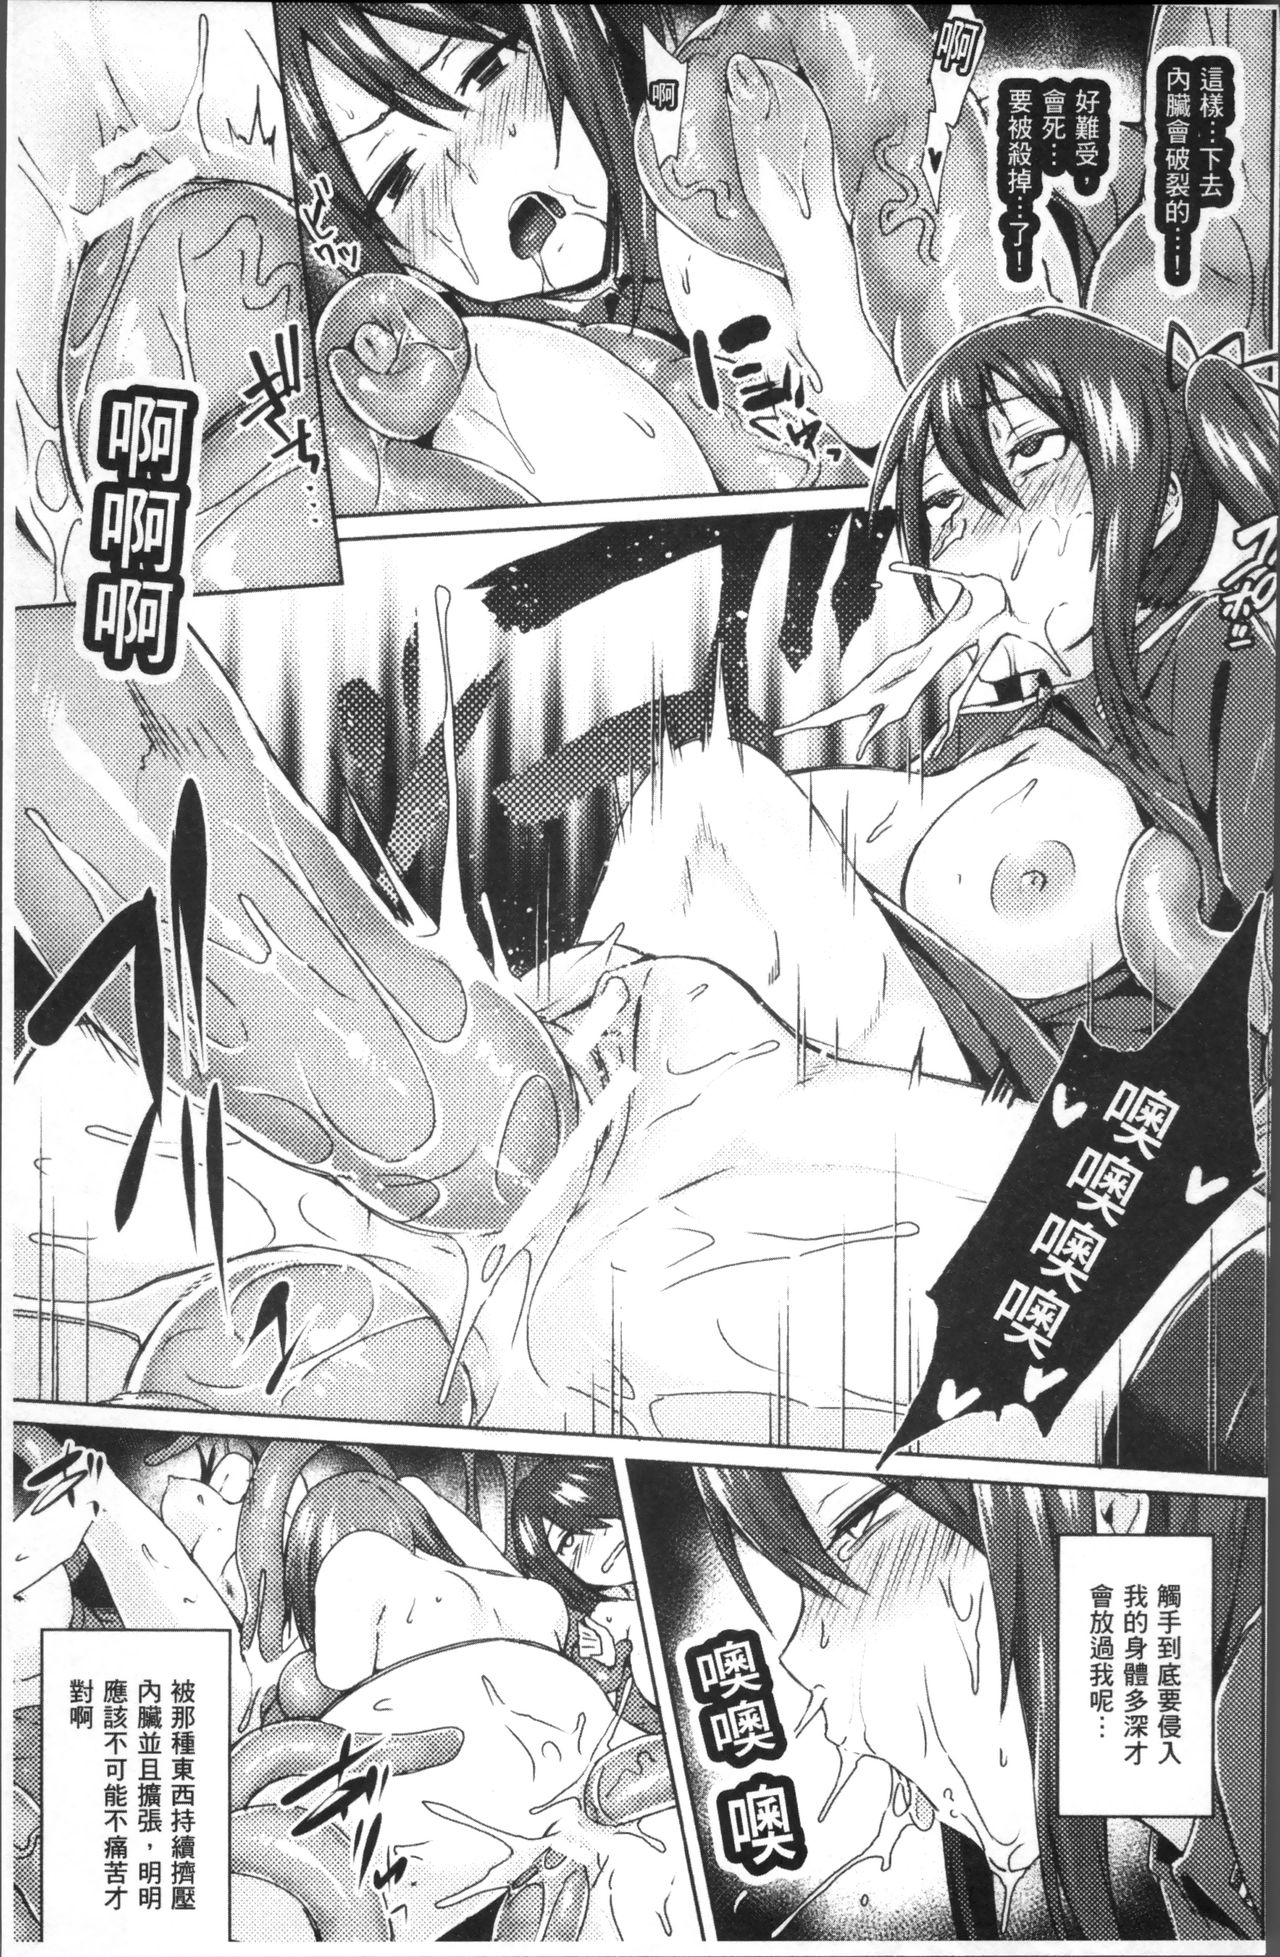 這樣…下去
內臟會破裂的…!
好難受,
會死…
要被殺掉…了!
啊
啊
啊啊啊
噢噢噢噢
觸手到底要侵入
我的身體多深才
會放過我呢…
噢噢噢
被那種東西持續擠壓
內臟並且擴張,明明
應該不可能不痛苦才
對啊